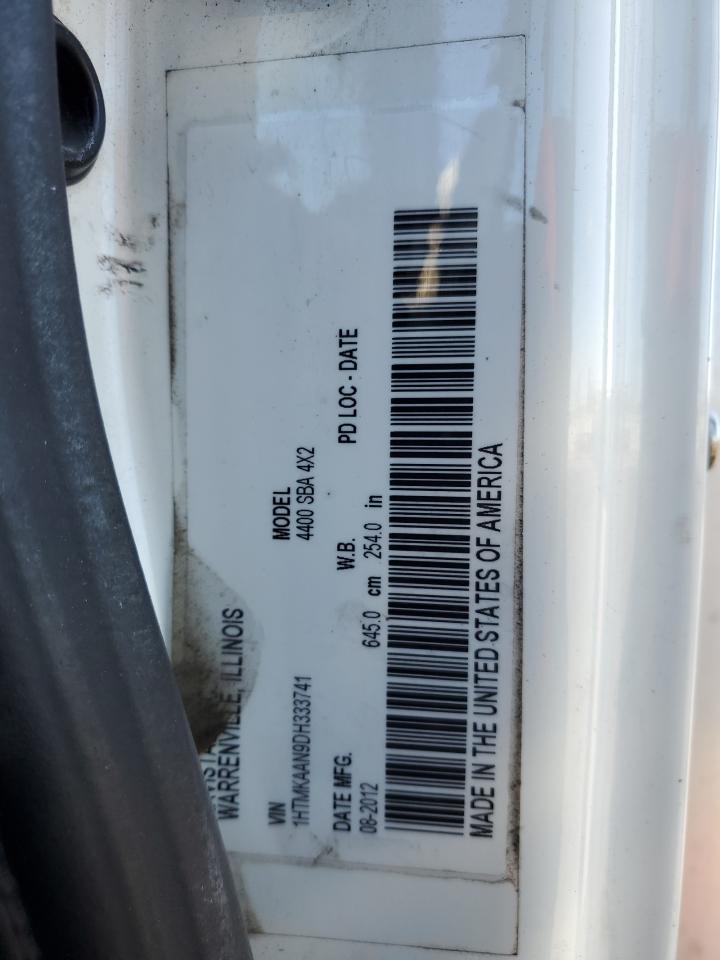 WARRENVILLE, ILLINOIS
VIN MODEL
1HTMKAAN9DH333741 4400 SBA 4X2
DATE MFG. W.B. PD LOC - DATE
08-2012 645.0 cm 254.0 in
MADE IN THE UNITED STATES OF AMERICA